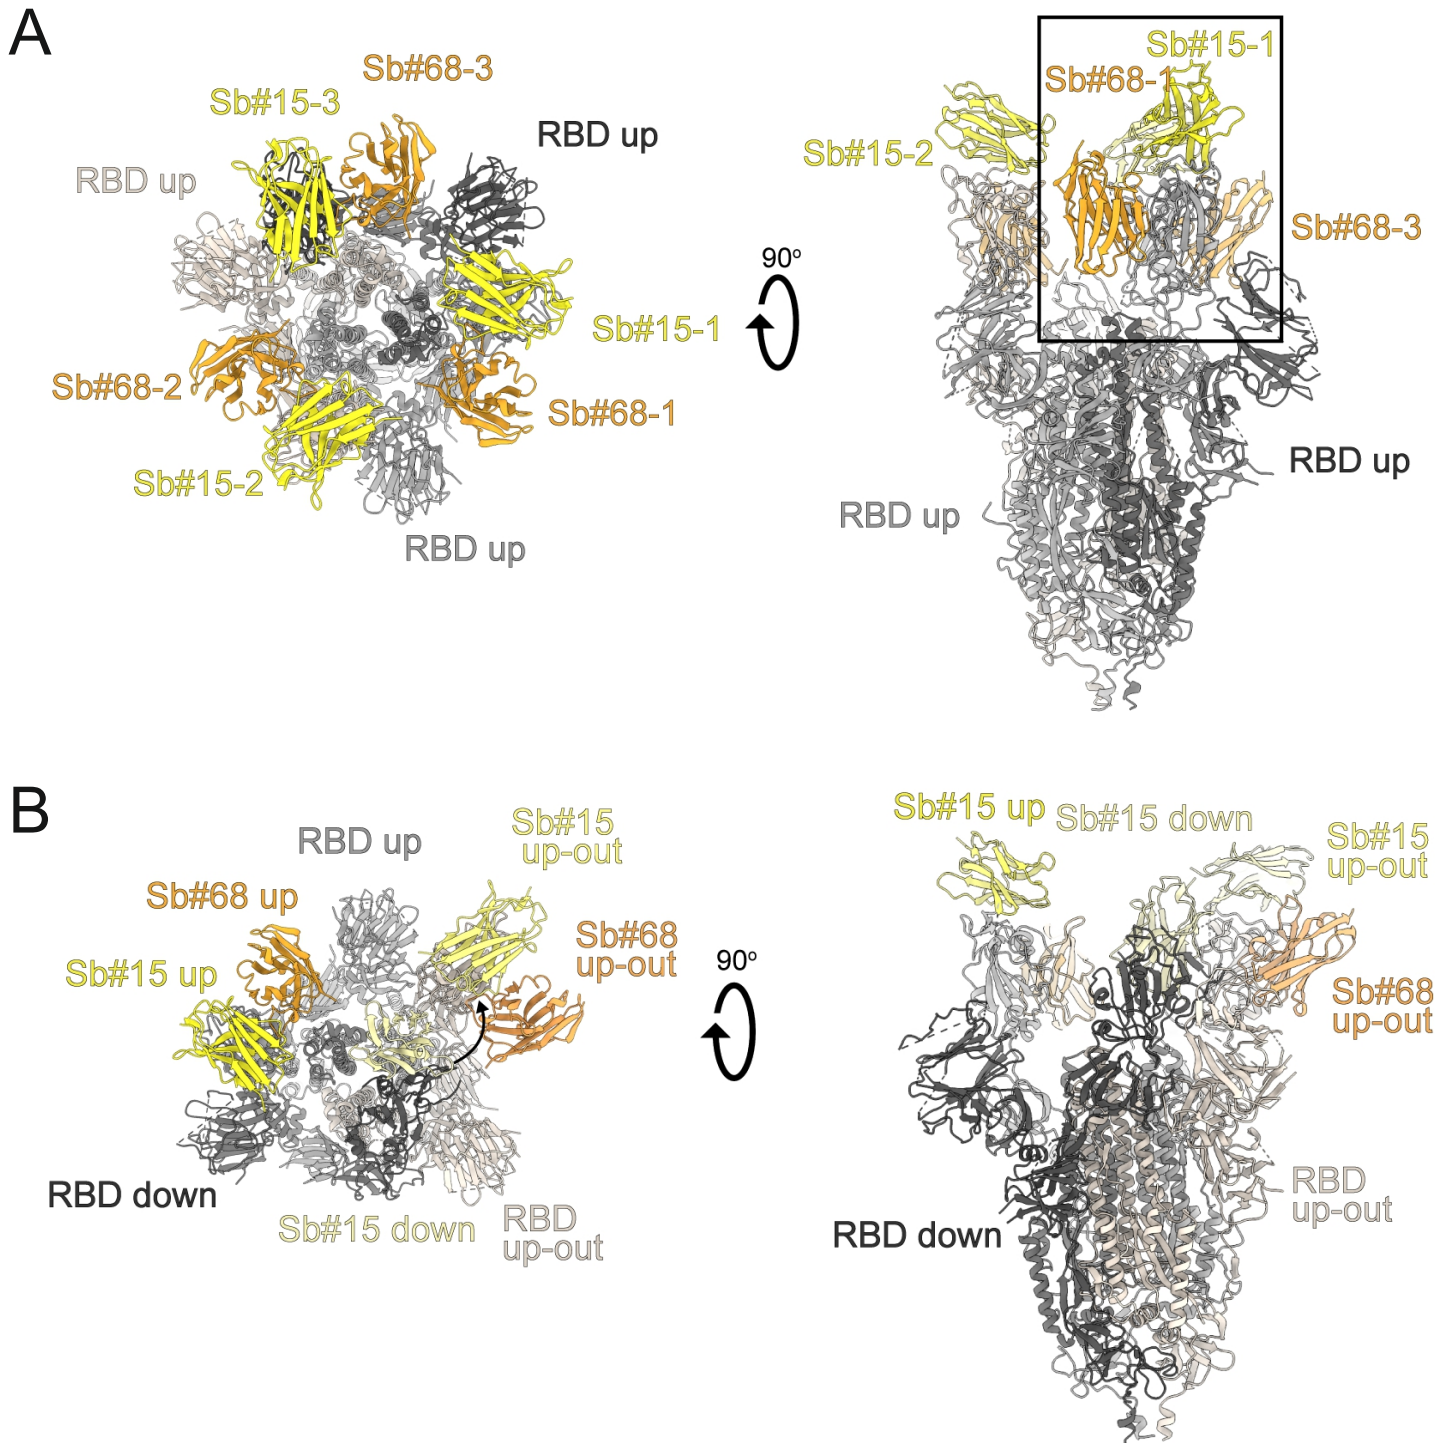 A
Sb#68-3
Sb#15-3
RBD up
RBD up
Sb#15-1
Sb#68-2
Sb#68-1
Sb#15-2
RBD up
90°
Sb#15-1
Sb#68-1
Sb#15-2
Sb#68-3
RBD up
RBD up
B
RBD up
Sb#15
up-out
Sb#68 up
Sb#68
up-out
Sb#15 up
RBD down
Sb#15 down
RBD
up-out
90°
Sb#15 up
Sb#15 down
Sb#15
up-out
Sb#68
up-out
RBD
up-out
RBD down